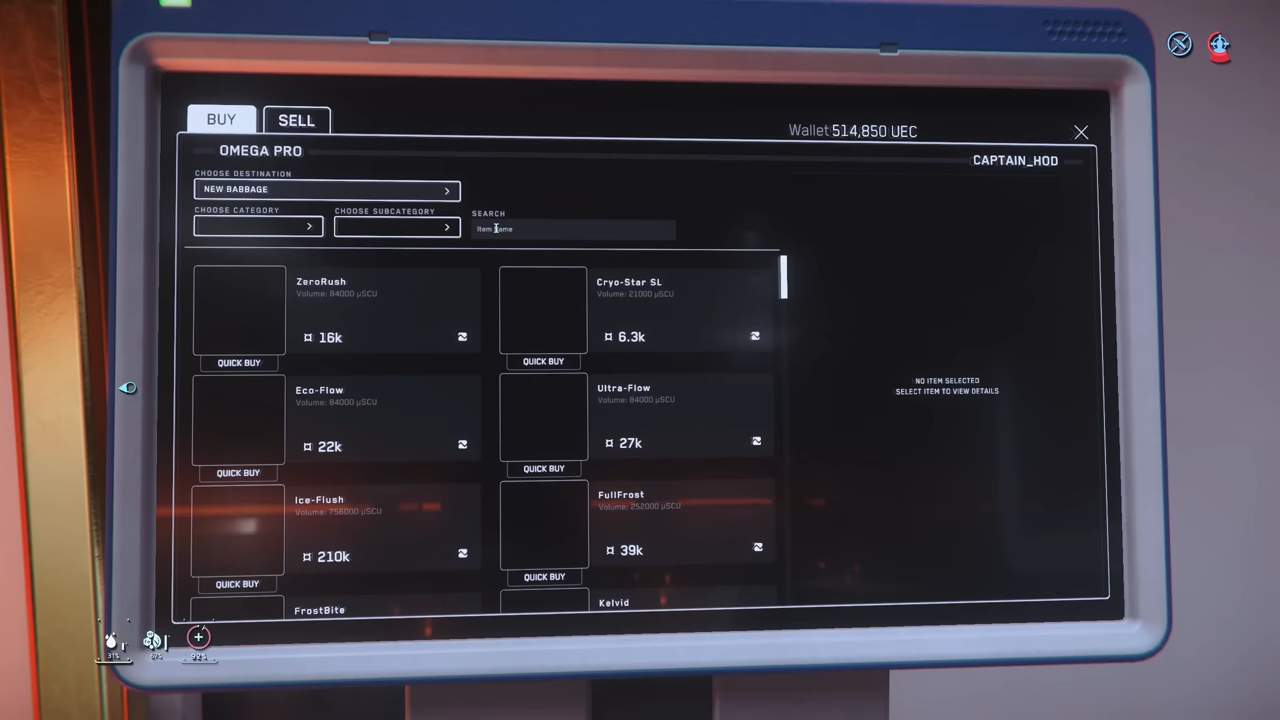 BUY
SELL
Wallet 514,850 UEC
OMEGA PRO
CAPTAIN_HOD
CHOOSE DESTINATION
NEW BABBAGE
CHOOSE CATEGORY
CHOOSE SUBCATEGORY
SEARCH
Item name
ZeroRush
Volume: 84000 µSCU
16k
QUICK BUY
Cryo-Star SL
Volume: 21000 µSCU
6.3k
QUICK BUY
Eco-Flow
Volume: 84000 µSCU
22k
QUICK BUY
Ultra-Flow
Volume: 84000 µSCU
27k
QUICK BUY
Ice-Flush
Volume: 756000 µSCU
210k
QUICK BUY
FullFrost
Volume: 252000 µSCU
39k
QUICK BUY
FrostBite
Kelvid
NO ITEM SELECTED
SELECT ITEM TO VIEW DETAILS
31%
67%
92%